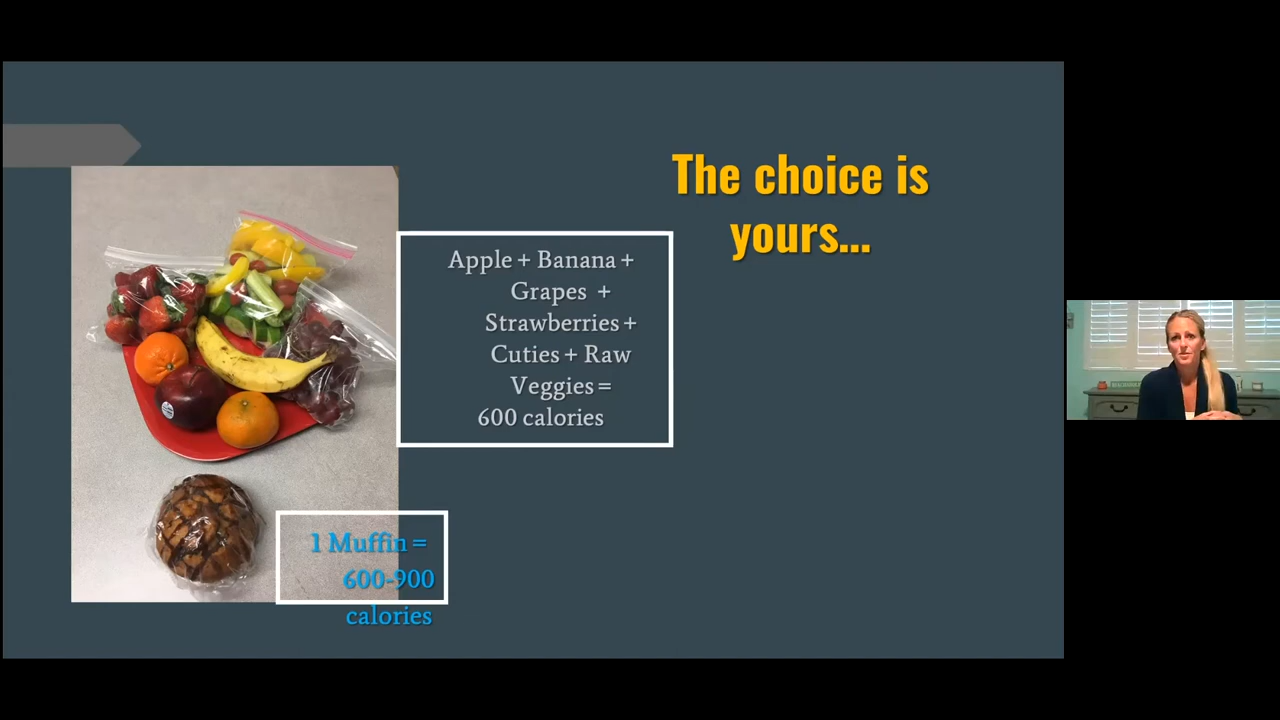 The choice is
yours...
Apple + Banana +
Grapes +
Strawberries +
Cuties + Raw
Veggies =
600 calories
1 Muffin =
600-900
calories